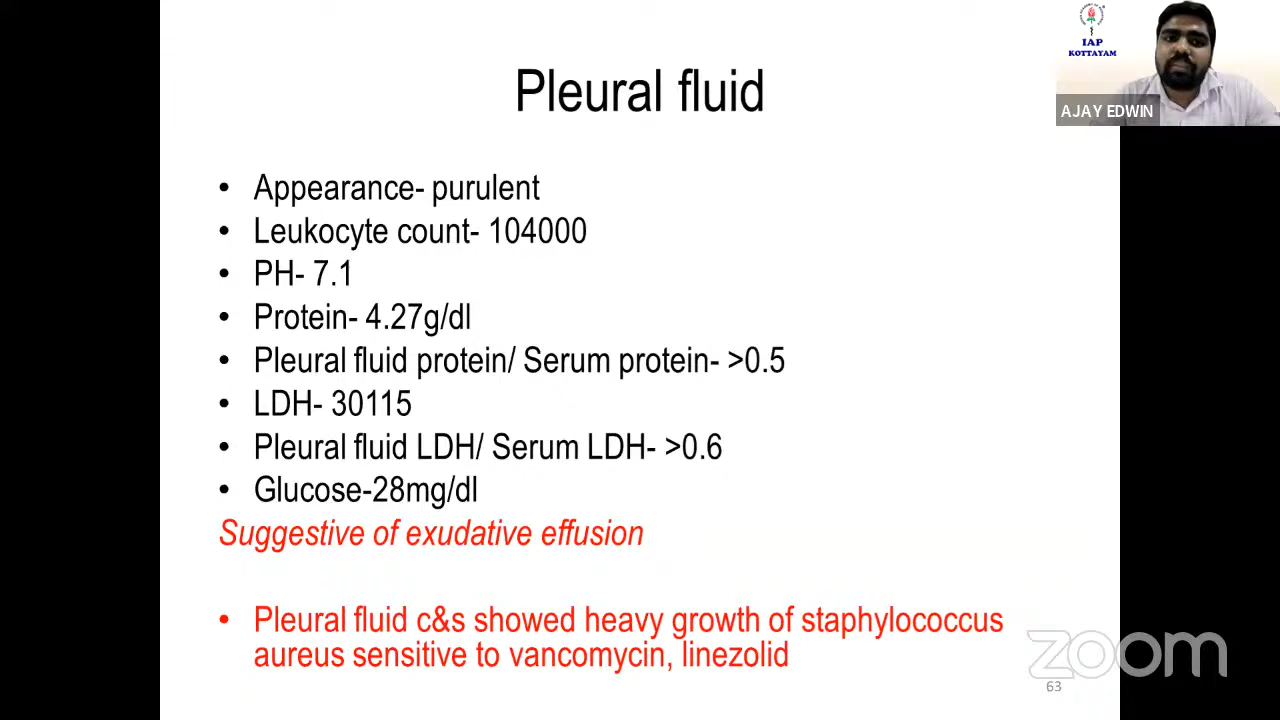 IAP
KOTTAYAM
AJAY EDWIN
Pleural fluid
• Appearance- purulent
• Leukocyte count- 104000
• PH- 7.1
• Protein- 4.27g/dl
• Pleural fluid protein/ Serum protein- >0.5
• LDH- 30115
• Pleural fluid LDH/ Serum LDH- >0.6
• Glucose-28mg/dl
Suggestive of exudative effusion
• Pleural fluid c&s showed heavy growth of staphylococcus
aureus sensitive to vancomycin, linezolid
zoom
63